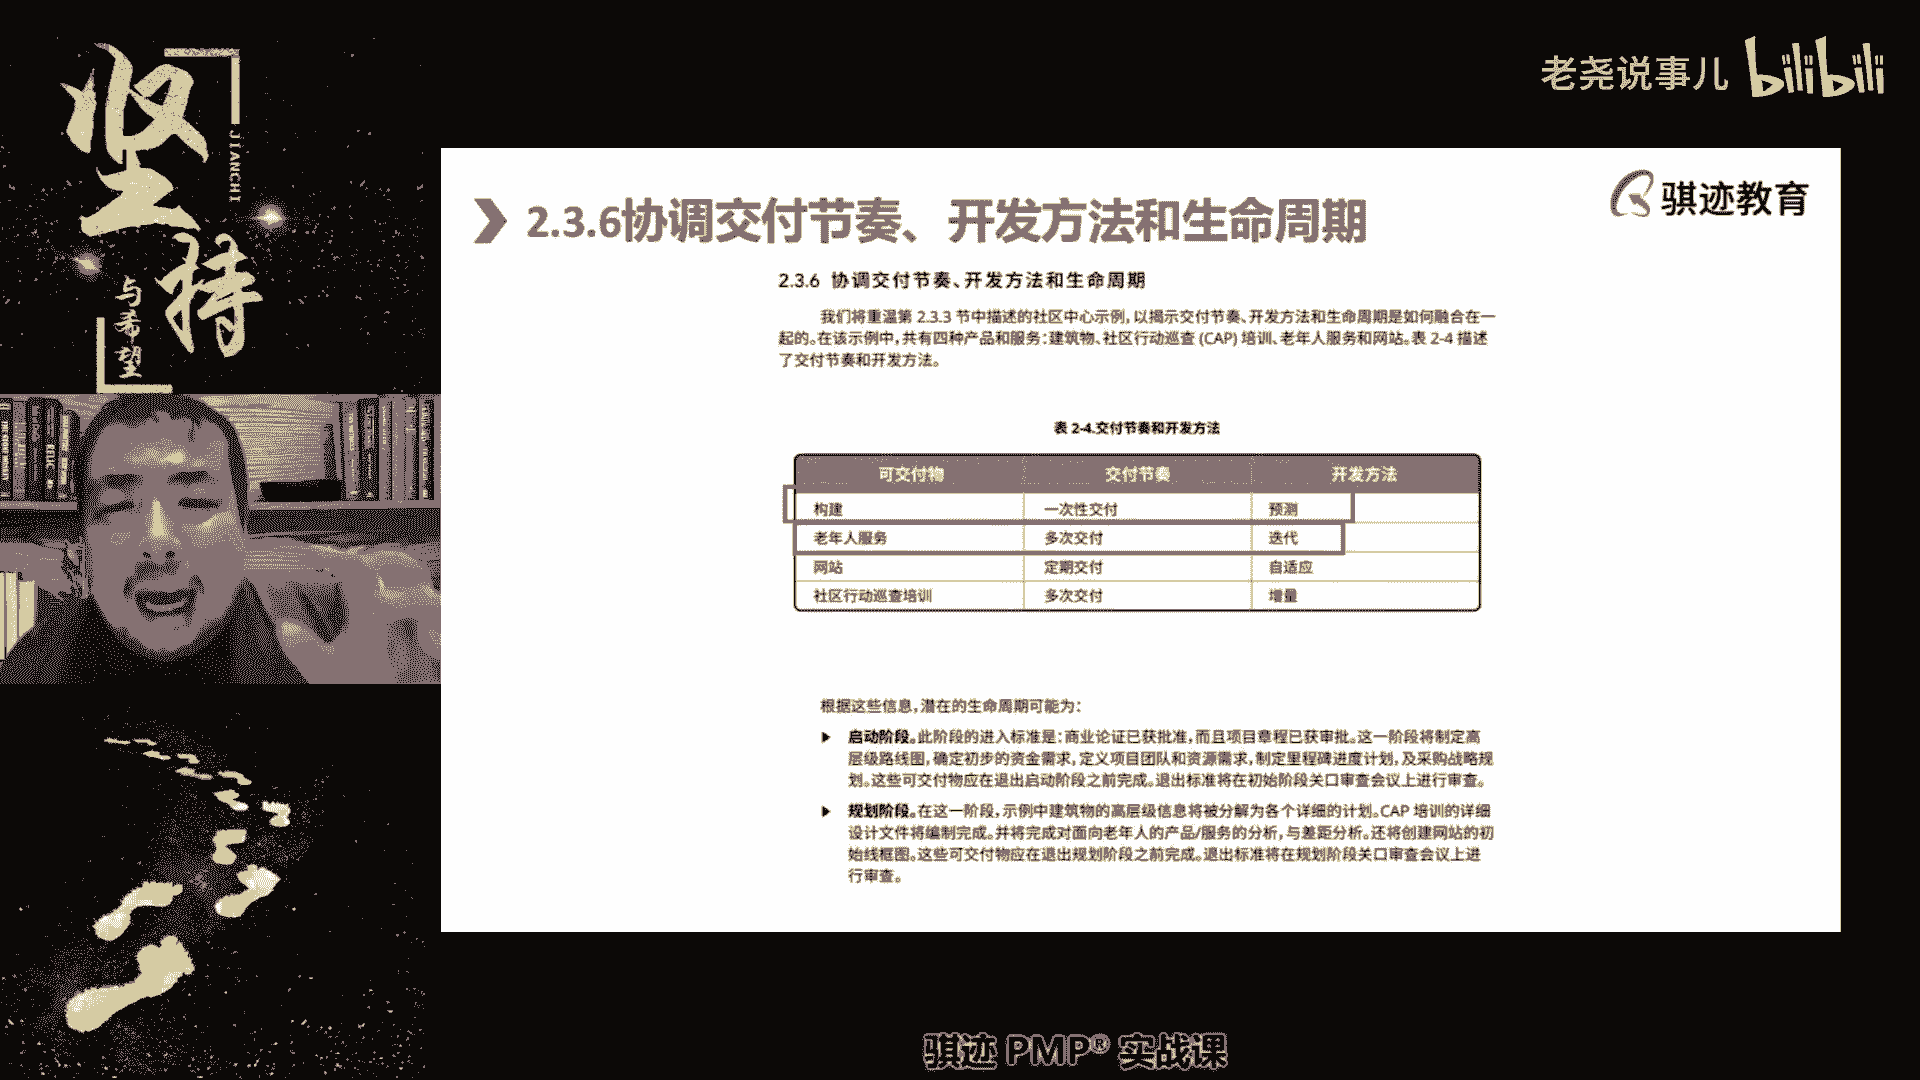 坚
JIANCHI
持
与希望
老尧说事儿 bilibili
骐迹教育
2.3.6协调交付节奏、开发方法和生命周期
2.3.6 协调交付节奏、开发方法和生命周期
我们将重温第 2.3.3 节中描述的社区中心示例，以揭示交付节奏、开发方法和生命周期是如何融合在一
起的。在该示例中，共有四种产品和服务：建筑物、社区行动巡查 (CAP) 培训、老年人服务和网站。表 2-4 描述
了交付节奏和开发方法。
表 2-4.交付节奏和开发方法
可交付物 交付节奏 开发方法
构建 一次性交付 预测
老年人服务 多次交付 迭代
网站 定期交付 自适应
社区行动巡查培训 多次交付 增量
根据这些信息，潜在的生命周期可能为：
▶ 启动阶段。此阶段的进入标准是：商业论证已获批准，而且项目章程已获审批。这一阶段将制定高
层级路线图，确定初步的资金需求，定义项目团队和资源需求，制定里程碑进度计划，及采购战略规
划。这些可交付物应在退出启动阶段之前完成。退出标准将在初始阶段关口审查会议上进行审查。
▶ 规划阶段。在这一阶段，示例中建筑物的高层级信息将被分解为各个详细的计划。CAP 培训的详细
设计文件将编制完成。并将完成对面向老年人的产品/服务的分析，与差距分析。还将创建网站的初
始线框图。这些可交付物应在退出规划阶段之前完成。退出标准将在规划阶段关口审查会议上进
行审查。
骐迹 PMP® 实战课